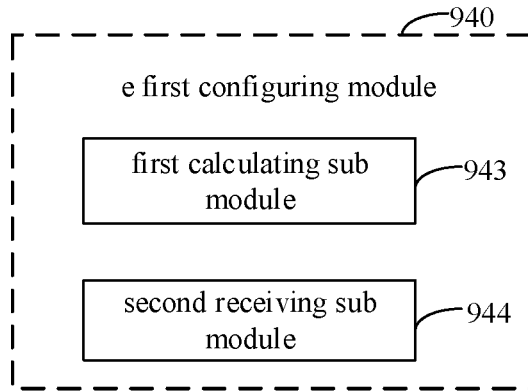 940
e first configuring module
first calculating sub
module
943
second receiving sub
module
944